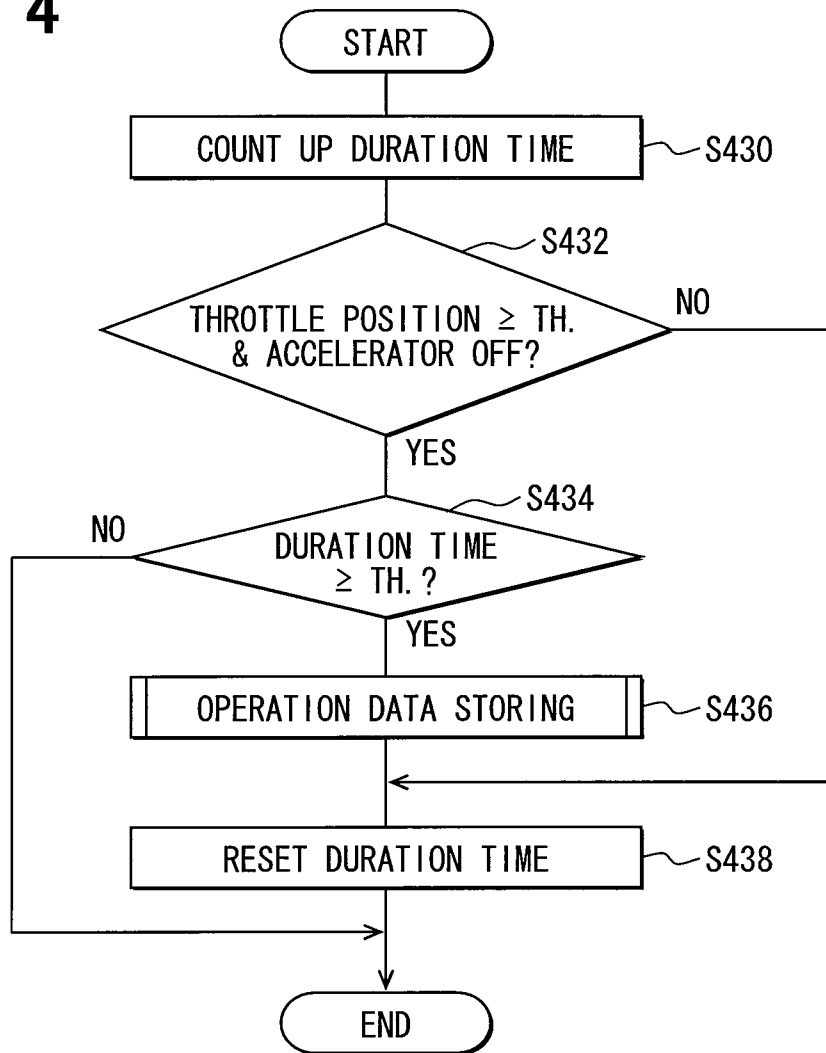 4
START
COUNT UP DURATION TIME
S430
S432
THROTTLE POSITION ≥ TH.
& ACCELERATOR OFF?
NO
YES
S434
NO
DURATION TIME
≥ TH.?
YES
OPERATION DATA STORING
S436
RESET DURATION TIME
S438
END